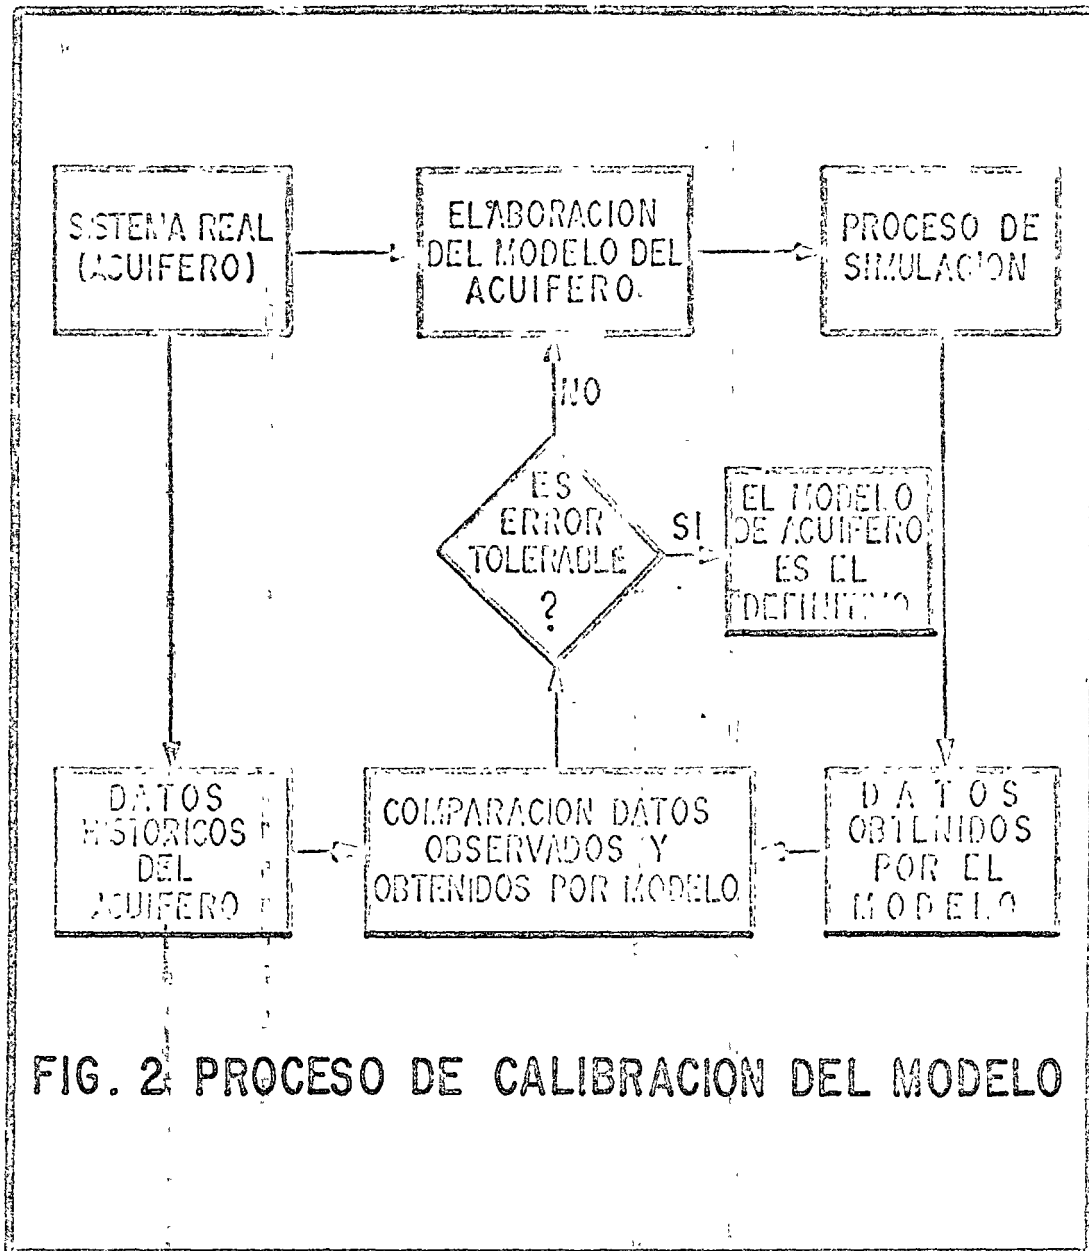 SISTEMA REAL
(ACUIFERO)
ELABORACION
DEL MODELO DEL
ACUIFERO.
PROCESO DE
SIMULACION
NO
ES
ERROR
TOLERABLE
?
SI
EL MODELO
DE ACUIFERO
ES EL
DEFINITIVO
DATOS
HISTORICOS
DEL
ACUIFERO
COMPARACION DATOS
OBSERVADOS Y
OBTENIDOS POR MODELO
DATOS
OBTENIDOS
POR EL
MODELO
FIG. 2 PROCESO DE CALIBRACION DEL MODELO